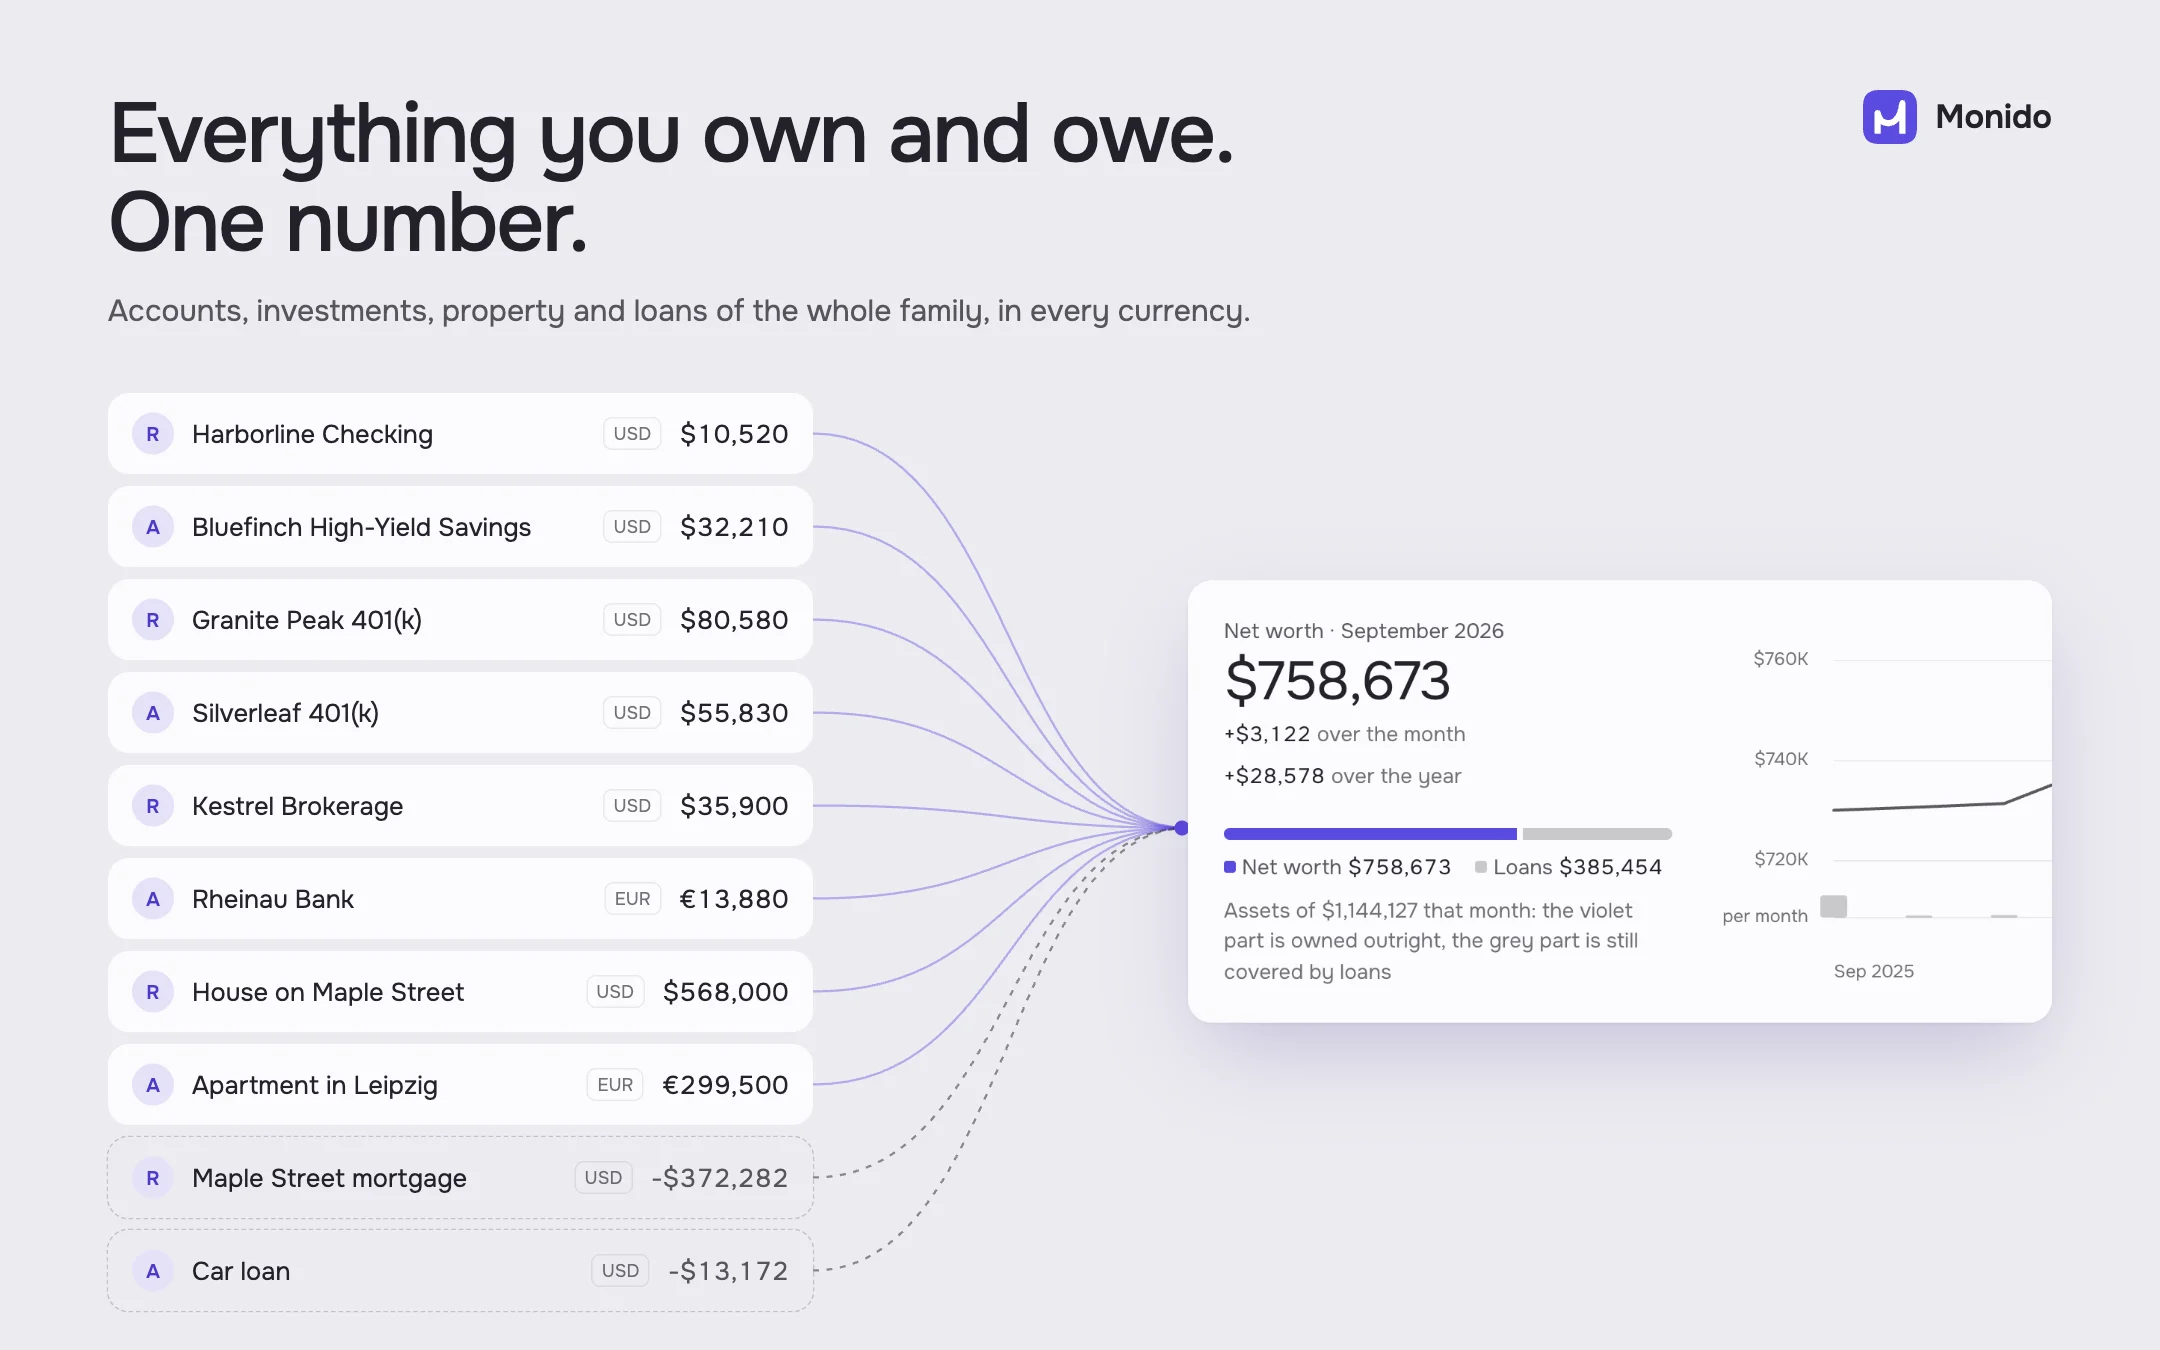 Everything you own and owe.
One number.
Monido
Accounts, investments, property and loans of the whole family, in every currency.
R Harborline Checking USD $10,520
A Bluefinch High-Yield Savings USD $32,210
R Granite Peak 401(k) USD $80,580
A Silverleaf 401(k) USD $55,830
R Kestrel Brokerage USD $35,900
A Rheinau Bank EUR €13,880
R House on Maple Street USD $568,000
A Apartment in Leipzig EUR €299,500
R Maple Street mortgage USD -$372,282
A Car loan USD -$13,172
Net worth · September 2026
$758,673
+$3,122 over the month
+$28,578 over the year
Net worth $758,673 Loans $385,454
Assets of $1,144,127 that month: the violet
part is owned outright, the grey part is still
covered by loans
$760K
$740K
$720K
per month
Sep 2025